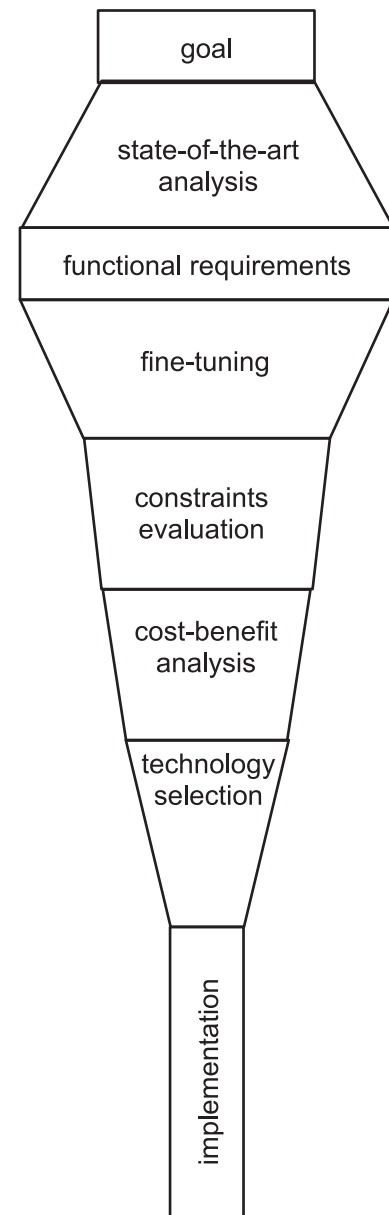 goal
state-of-the-art
analysis
functional requirements
fine-tuning
constraints
evaluation
cost-benefit
analysis
technology
selection
implementation